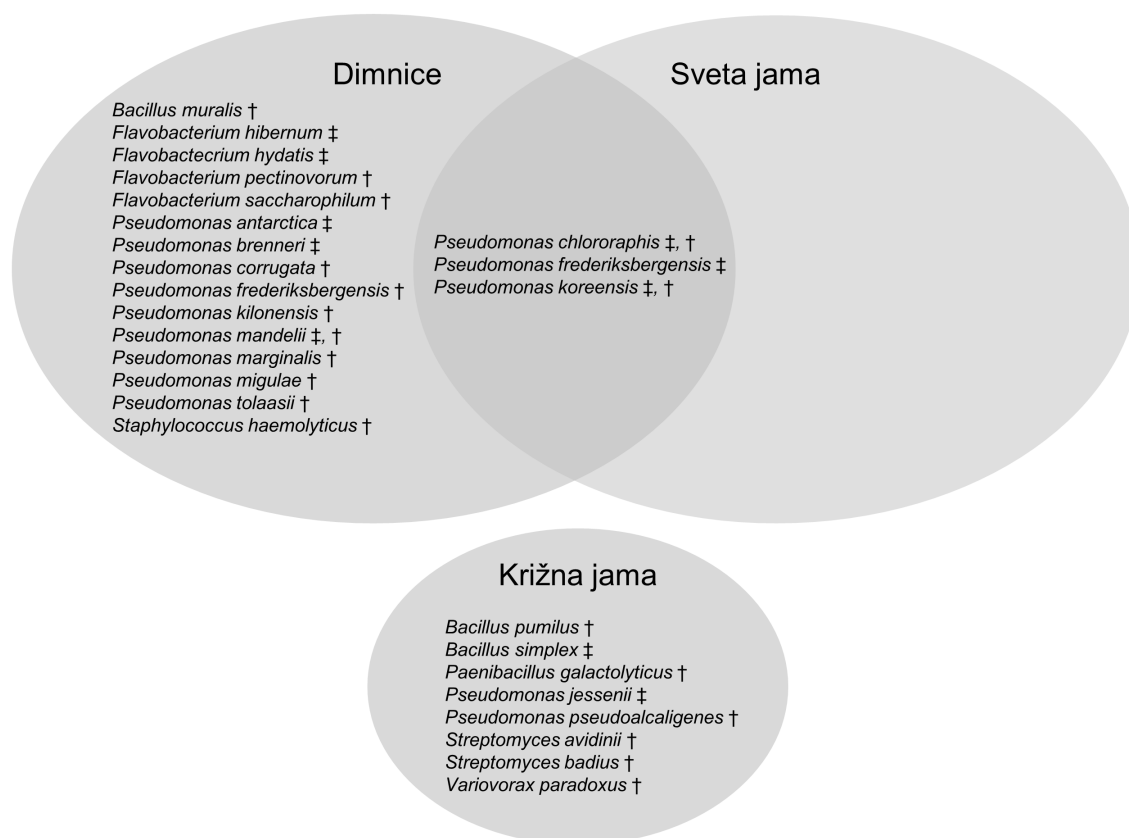 Dimnice
Bacillus muralis †
Flavobacterium hibernum ‡
Flavobactecrium hydatis ‡
Flavobacterium pectinovorum †
Flavobacterium saccharophilum †
Pseudomonas antarctica ‡
Pseudomonas brenneri ‡
Pseudomonas corrugata †
Pseudomonas frederiksbergensis †
Pseudomonas kilonensis †
Pseudomonas mandelii ‡, †
Pseudomonas marginalis †
Pseudomonas migulae †
Pseudomonas tolaasii †
Staphylococcus haemolyticus †
Sveta jama
Pseudomonas chlororaphis ‡, †
Pseudomonas frederiksbergensis ‡
Pseudomonas koreensis ‡, †
Križna jama
Bacillus pumilus †
Bacillus simplex ‡
Paenibacillus galactolyticus †
Pseudomonas jessenii ‡
Pseudomonas pseudoalcaligenes †
Streptomyces avidinii †
Streptomyces badius †
Variovorax paradoxus †